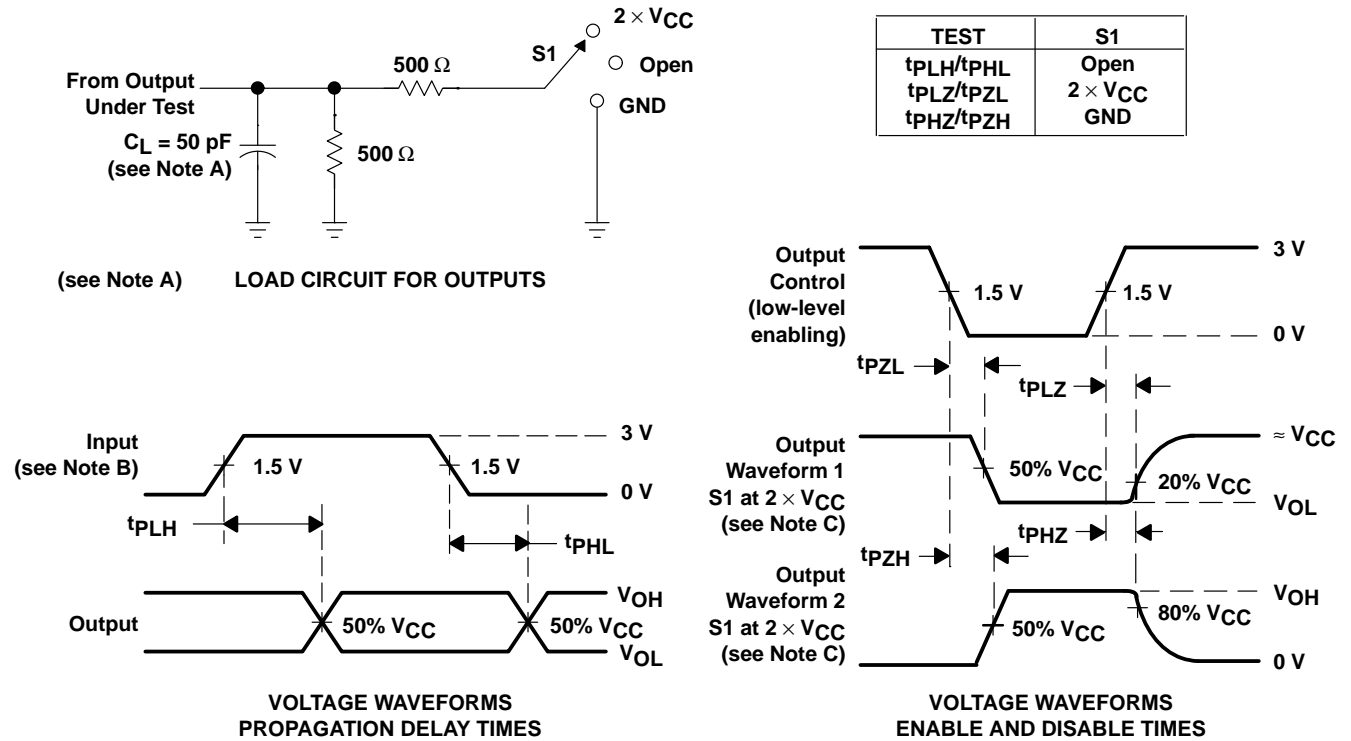 2 × VCC
S1
Open
GND
500 Ω
From Output
Under Test
CL = 50 pF
(see Note A)
500 Ω
(see Note A) LOAD CIRCUIT FOR OUTPUTS
TEST S1
tPLH/tPHL Open
tPLZ/tPZL 2 × VCC
tPHZ/tPZH GND
Input
(see Note B)
1.5 V
1.5 V
3 V
0 V
tPLH
tPHL
Output
50% VCC
50% VCC
VOH
VOL
VOLTAGE WAVEFORMS
PROPAGATION DELAY TIMES
Output
Control
(low-level
enabling)
1.5 V
1.5 V
3 V
0 V
tPZL
tPLZ
Output
Waveform 1
S1 at 2 × VCC
(see Note C)
50% VCC
20% VCC
≈ VCC
VOL
tPZH
tPHZ
Output
Waveform 2
S1 at 2 × VCC
(see Note C)
50% VCC
80% VCC
VOH
0 V
VOLTAGE WAVEFORMS
ENABLE AND DISABLE TIMES